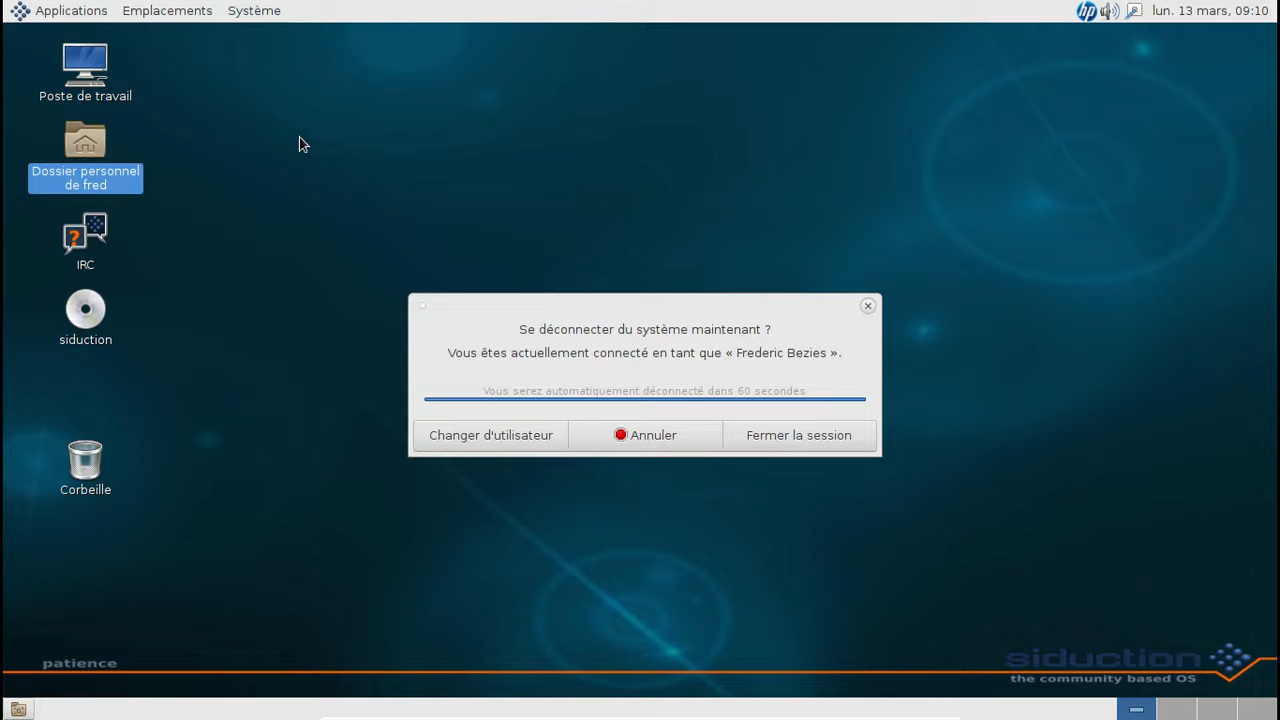 Applications Emplacements Système
hp
lun. 13 mars, 09:10
Poste de travail
Dossier personnel
de fred
?
IRC
siduction
Corbeille
Se déconnecter du système maintenant ?
Vous êtes actuellement connecté en tant que « Frederic Bezies ».
Vous serez automatiquement déconnecté dans 60 secondes
Changer d'utilisateur
Annuler
Fermer la session
patience
siduction
the community based OS